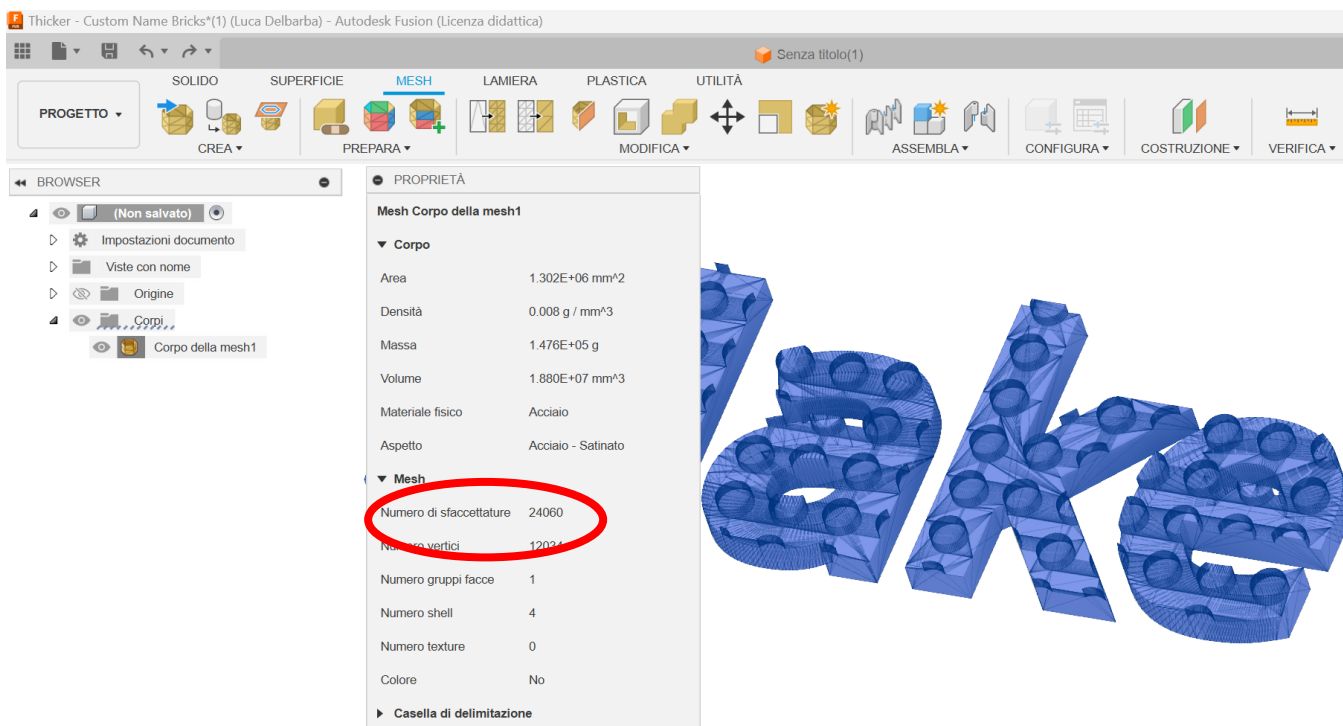 Thicker - Custom Name Bricks*(1) (Luca Delbarba) - Autodesk Fusion (Licenza didattica)
Senza titolo(1)
SOLIDO SUPERFICIE MESH LAMIERA PLASTICA UTILITÀ
PROGETTO
CREA PREPARA MODIFICA ASSEMBLA CONFIGURA COSTRUZIONE VERIFICA
BROWSER
(Non salvato)
Impostazioni documento
Viste con nome
Origine
Corpi
Corpo della mesh1
PROPRIETÀ
Mesh Corpo della mesh1
Corpo
Area 1.302E+06 mm^2
Densità 0.008 g / mm^3
Massa 1.476E+05 g
Volume 1.880E+07 mm^3
Materiale fisico Acciaio
Aspetto Acciaio - Satinato
Mesh
Numero di sfaccettature 24060
Numero vertici 12034
Numero gruppi facce 1
Numero shell 4
Numero texture 0
Colore No
Casella di delimitazione
ake